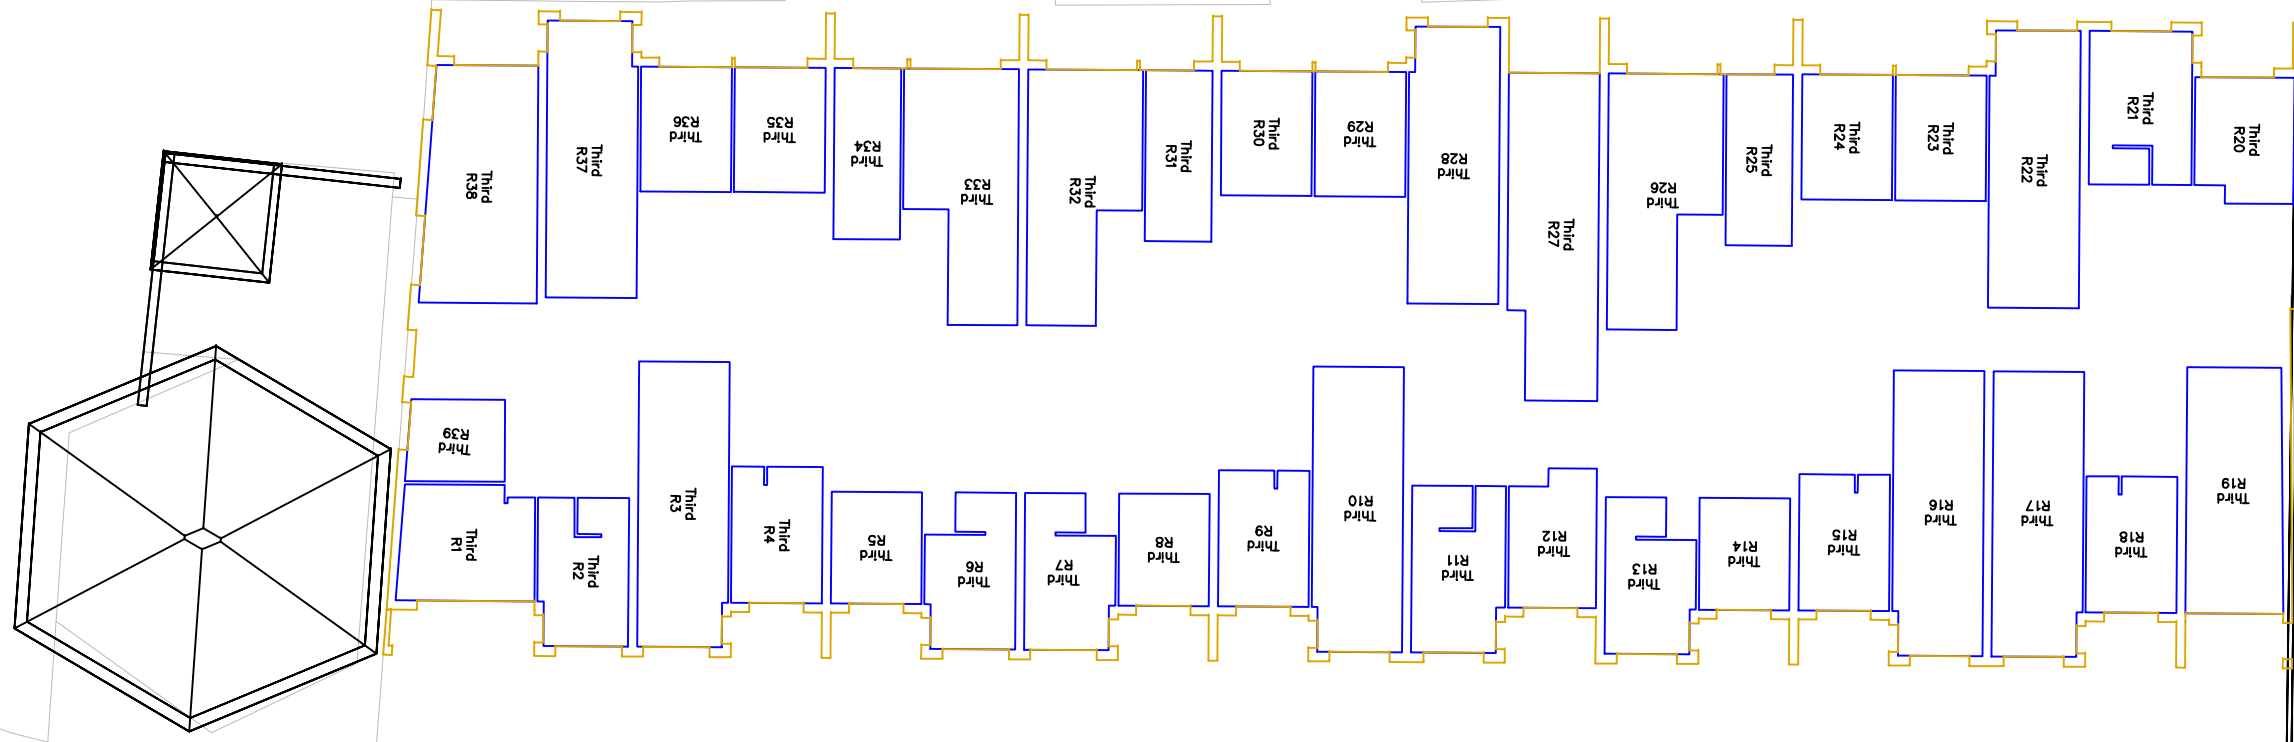 Third
R38
Third
R37
Third
R36
Third
R35
Third
R34
Third
R33
Third
R32
Third
R31
Third
R30
Third
R29
Third
R28
Third
R27
Third
R26
Third
R25
Third
R24
Third
R23
Third
R22
Third
R21
Third
R20
Third
R39
Third
R1
Third
R2
Third
R3
Third
R4
Third
R5
Third
R6
Third
R7
Third
R8
Third
R9
Third
R10
Third
R11
Third
R12
Third
R13
Third
R14
Third
R15
Third
R16
Third
R17
Third
R18
Third
R19